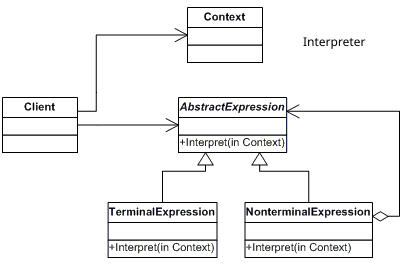 Context
Interpreter
Client
AbstractExpression
+Interpret(in Context)
TerminalExpression
NonterminalExpression
+Interpret(in Context)
+Interpret(in Context)